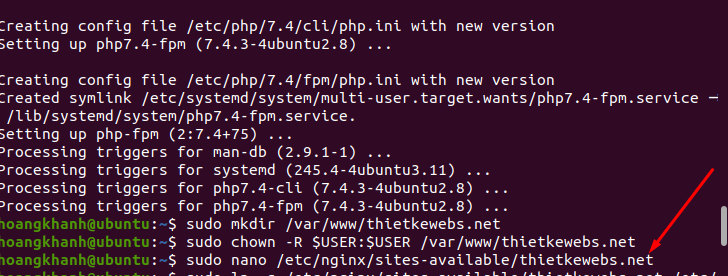 Creating config file /etc/php/7.4/cli/php.ini with new version
Setting up php7.4-fpm (7.4.3-4ubuntu2.8) ...
Creating config file /etc/php/7.4/fpm/php.ini with new version
Created symlink /etc/systemd/system/multi-user.target.wants/php7.4-fpm.service →
/lib/systemd/system/php7.4-fpm.service.
Setting up php-fpm (2:7.4+75) ...
Processing triggers for man-db (2.9.1-1) ...
Processing triggers for systemd (245.4-4ubuntu3.11) ...
Processing triggers for php7.4-cli (7.4.3-4ubuntu2.8) ...
Processing triggers for php7.4-fpm (7.4.3-4ubuntu2.8) ...
hoangkhanh@ubuntu:~$ sudo mkdir /var/www/thietkewebs.net
hoangkhanh@ubuntu:~$ sudo chown -R $USER:$USER /var/www/thietkewebs.net
hoangkhanh@ubuntu:~$ sudo nano /etc/nginx/sites-available/thietkewebs.net